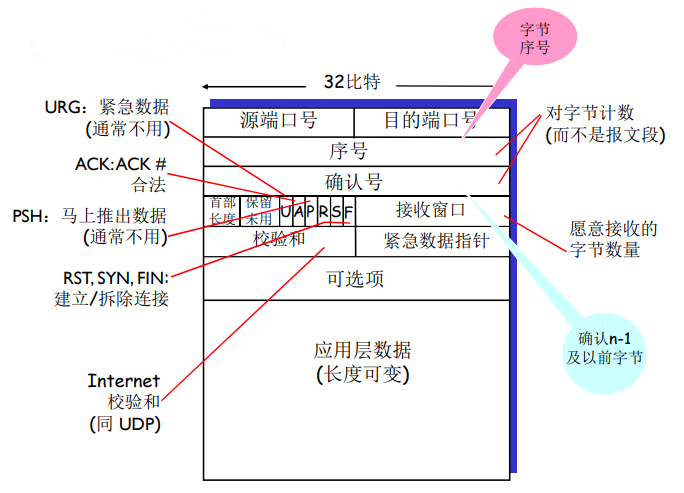 字节
序号
32比特
URG：紧急数据
(通常不用)
源端口号
目的端口号
对字节计数
(而不是报文段)
序号
ACK:ACK #
合法
确认号
PSH：马上推出数据
(通常不用)
首部
长度
保留
未用
U A P R S F
接收窗口
愿意接收的
字节数量
校验和
紧急数据指针
RST, SYN, FIN:
建立/拆除连接
可选项
确认n-1
及以前字节
应用层数据
(长度可变)
Internet
校验和
(同 UDP)